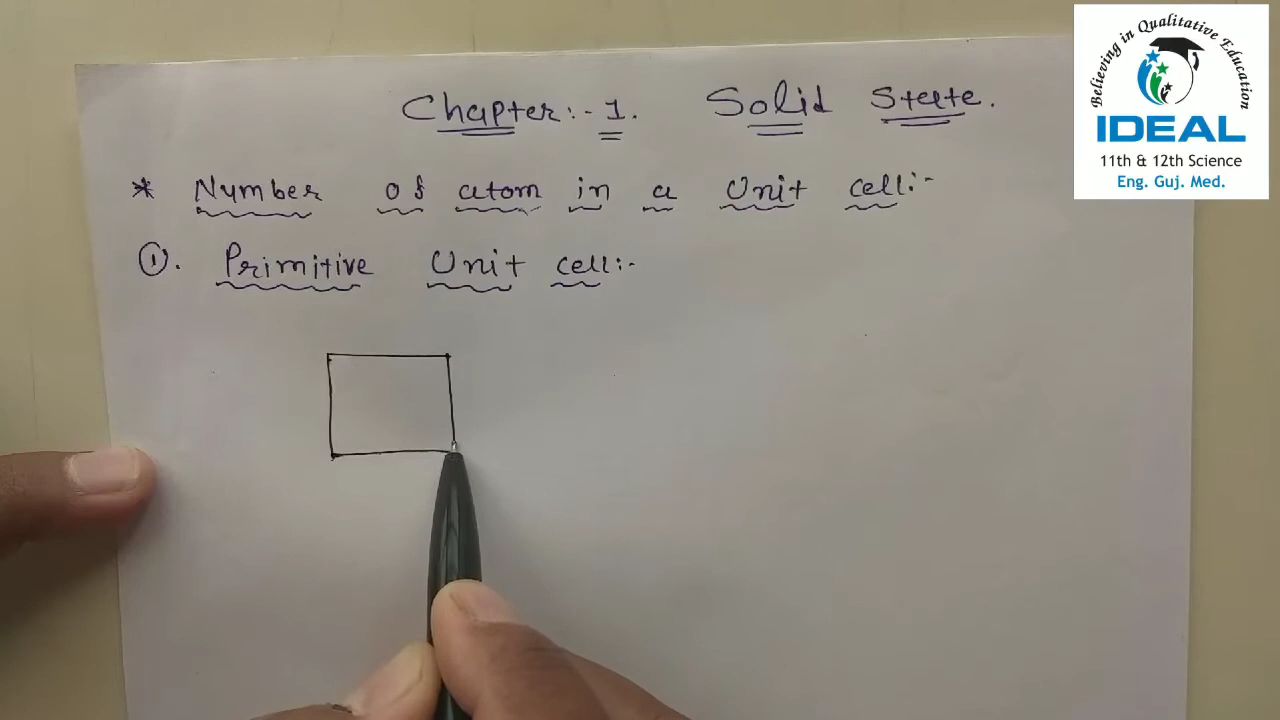 Believing in Qualitative Education
IDEAL
11th & 12th Science
Eng. Guj. Med.
Chapter:- 1. Solid State.
* Number of atom in a Unit cell:-
①. Primitive Unit cell:-